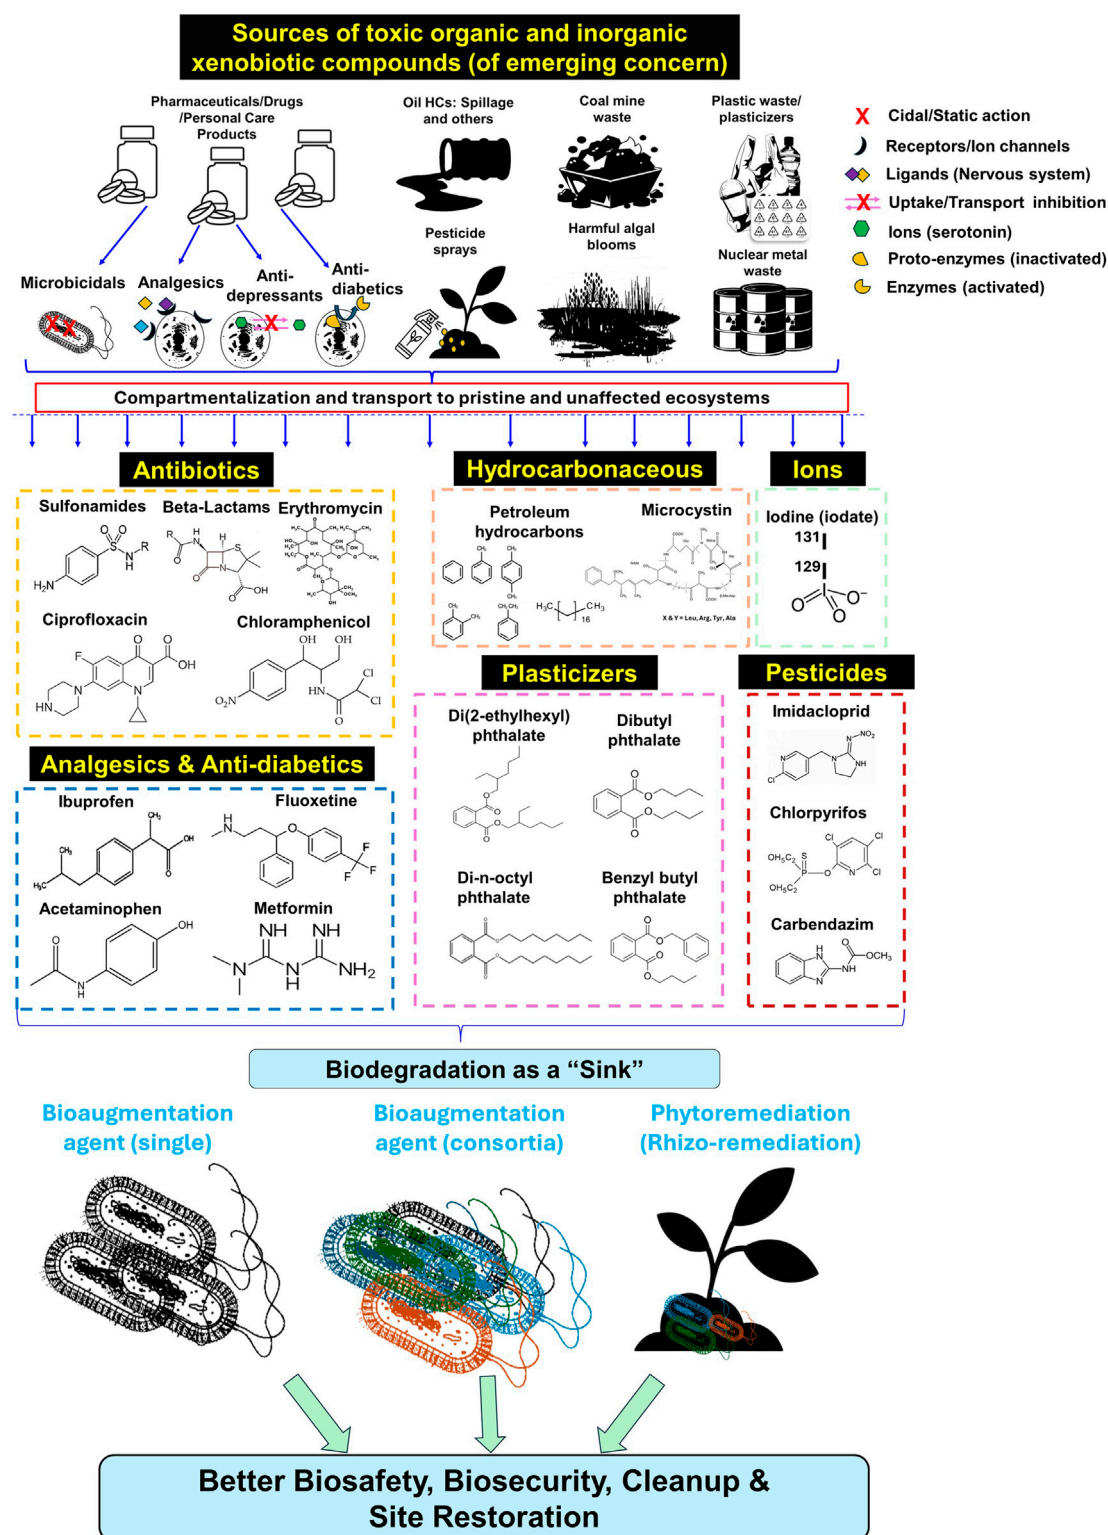 Sources of toxic organic and inorganic
xenobiotic compounds (of emerging concern)
Pharmaceuticals/Drugs
/Personal Care
Products
Oil HCs: Spillage
and others
Coal mine
waste
Plastic waste/
plasticizers
Cidal/Static action
Receptors/Ion channels
Ligands (Nervous system)
Uptake/Transport inhibition
Ions (serotonin)
Proto-enzymes (inactivated)
Enzymes (activated)
Pesticide
sprays
Harmful algal
blooms
Nuclear metal
waste
Microbicidals
Analgesics
Anti-
depressants
Anti-
diabetics
Compartmentalization and transport to pristine and unaffected ecosystems
Antibiotics
Sulfonamides
Beta-Lactams
Erythromycin
Ciprofloxacin
Chloramphenicol
Hydrocarbonaceous
Petroleum
hydrocarbons
Microcystin
X & Y = Leu, Arg, Tyr, Ala
Ions
Iodine (iodate)
131
129
Analgesics & Anti-diabetics
Ibuprofen
Fluoxetine
Acetaminophen
Metformin
Plasticizers
Di(2-ethylhexyl)
phthalate
Dibutyl
phthalate
Di-n-octyl
phthalate
Benzyl butyl
phthalate
Pesticides
Imidacloprid
Chlorpyrifos
Carbendazim
Biodegradation as a “Sink”
Bioaugmentation
agent (single)
Bioaugmentation
agent (consortia)
Phytoremediation
(Rhizo-remediation)
Better Biosafety, Biosecurity, Cleanup &
Site Restoration